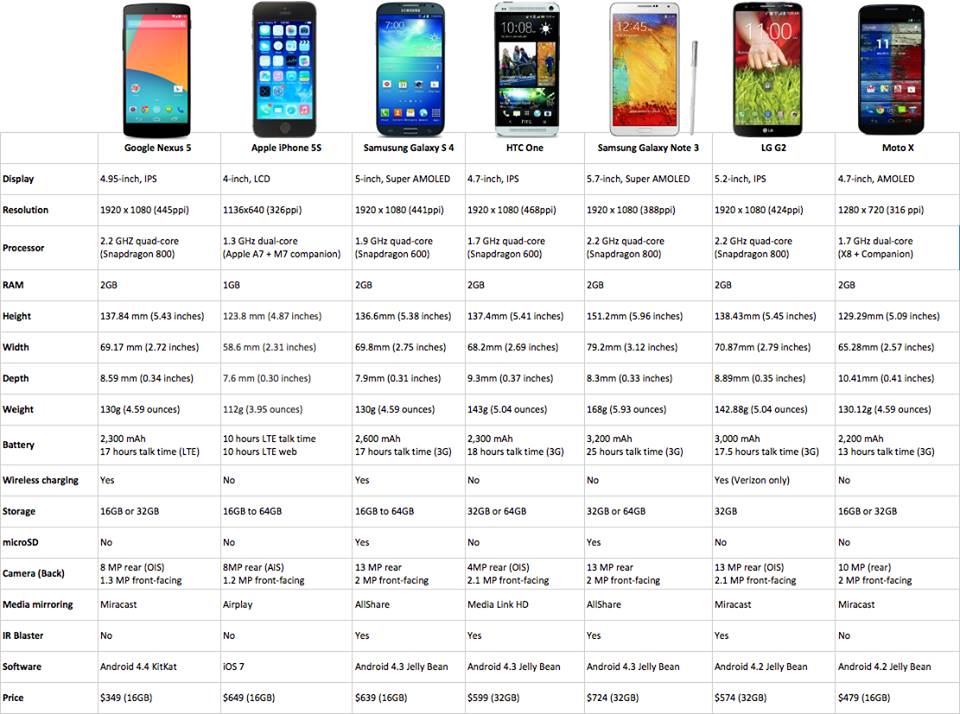 7:00
10:08
12:45
11:00
11
SAMSUNG
hTC
LG
Google Nexus 5 Apple iPhone 5S Samusung Galaxy S 4 HTC One Samsung Galaxy Note 3 LG G2 Moto X
Display 4.95-inch, IPS 4-inch, LCD 5-inch, Super AMOLED 4.7-inch, IPS 5.7-inch, Super AMOLED 5.2-inch, IPS 4.7-inch, AMOLED
Resolution 1920 x 1080 (445ppi) 1136x640 (326ppi) 1920 x 1080 (441ppi) 1920 x 1080 (468ppi) 1920 x 1080 (388ppi) 1920 x 1080 (424ppi) 1280 x 720 (316 ppi)
Processor 2.2 GHZ quad-core 1.3 GHz dual-core 1.9 GHz quad-core 1.7 GHz quad-core 2.2 GHz quad-core 2.2 GHz quad-core 1.7 GHz dual-core
(Snapdragon 800) (Apple A7 + M7 companion) (Snapdragon 600) (Snapdragon 600) (Snapdragon 800) (Snapdragon 800) (X8 + Companion)
RAM 2GB 1GB 2GB 2GB 2GB 2GB 2GB
Height 137.84 mm (5.43 inches) 123.8 mm (4.87 inches) 136.6mm (5.38 inches) 137.4mm (5.41 inches) 151.2mm (5.96 inches) 138.43mm (5.45 inches) 129.29mm (5.09 inches)
Width 69.17 mm (2.72 inches) 58.6 mm (2.31 inches) 69.8mm (2.75 inches) 68.2mm (2.69 inches) 79.2mm (3.12 inches) 70.87mm (2.79 inches) 65.28mm (2.57 inches)
Depth 8.59 mm (0.34 inches) 7.6 mm (0.30 inches) 7.9mm (0.31 inches) 9.3mm (0.37 inches) 8.3mm (0.33 inches) 8.89mm (0.35 inches) 10.41mm (0.41 inches)
Weight 130g (4.59 ounces) 112g (3.95 ounces) 130g (4.59 ounces) 143g (5.04 ounces) 168g (5.93 ounces) 142.88g (5.04 ounces) 130.12g (4.59 ounces)
Battery 2,300 mAh 10 hours LTE talk time 2,600 mAh 2,300 mAh 3,200 mAh 3,000 mAh 2,200 mAh
17 hours talk time (LTE) 10 hours LTE web 17 hours talk time (3G) 18 hours talk time (3G) 25 hours talk time (3G) 17.5 hours talk time (3G) 13 hours talk time (3G)
Wireless charging Yes No Yes No No Yes (Verizon only) No
Storage 16GB or 32GB 16GB to 64GB 16GB to 64GB 32GB or 64GB 32GB or 64GB 32GB 16GB or 32GB
microSD No No Yes No Yes No No
Camera (Back) 8 MP rear (OIS) 8MP rear (AIS) 13 MP rear 4MP rear (OIS) 13 MP rear 13 MP rear (OIS) 10 MP (rear)
1.3 MP front-facing 1.2 MP front-facing 2 MP front-facing 2.1 MP front-facing 2 MP front-facing 2.1 MP front-facing 2 MP front-facing
Media mirroring Miracast Airplay AllShare Media Link HD AllShare Miracast Miracast
IR Blaster No No Yes Yes Yes Yes No
Software Android 4.4 KitKat iOS 7 Android 4.3 Jelly Bean Android 4.3 Jelly Bean Android 4.3 Jelly Bean Android 4.2 Jelly Bean Android 4.2 Jelly Bean
Price $349 (16GB) $649 (16GB) $639 (16GB) $599 (32GB) $724 (32GB) $574 (32GB) $479 (16GB)